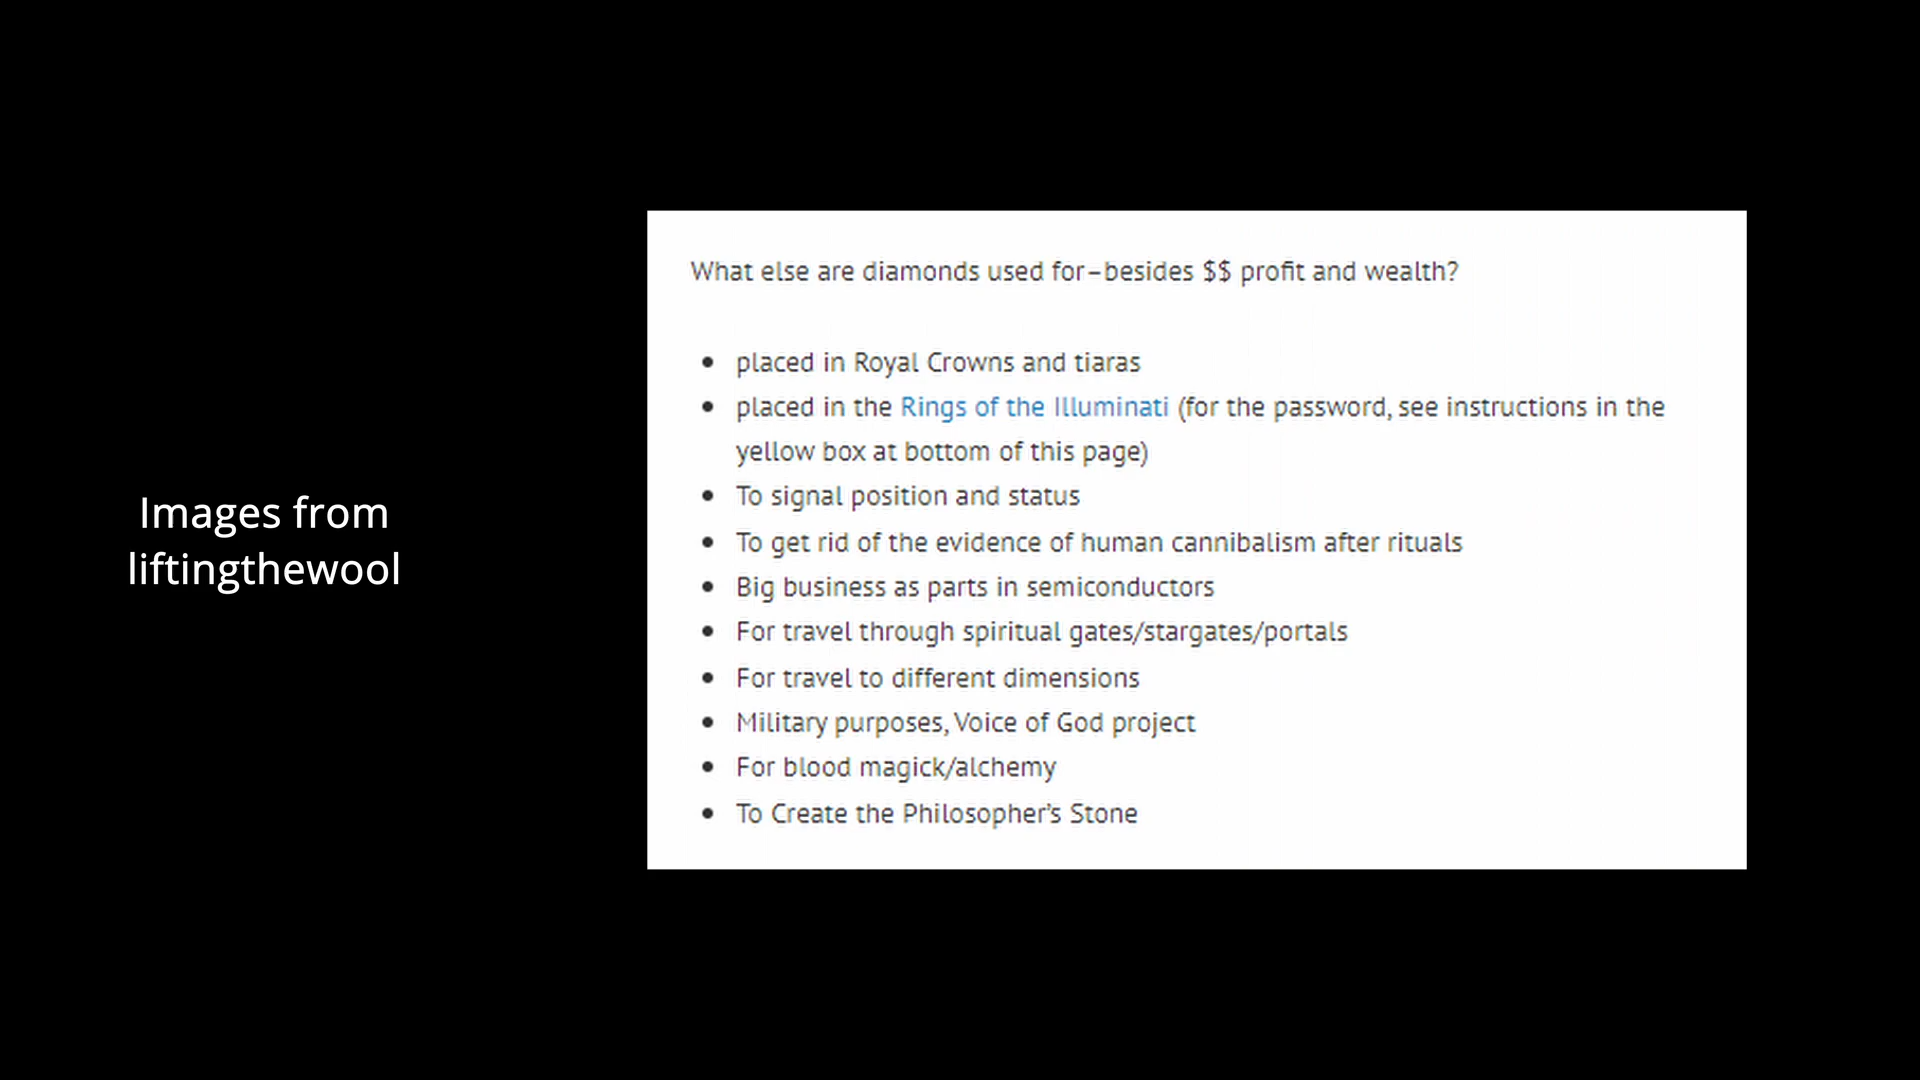 Images from
liftingthewool
What else are diamonds used for–besides $$ profit and wealth?
• placed in Royal Crowns and tiaras
• placed in the Rings of the Illuminati (for the password, see instructions in the
yellow box at bottom of this page)
• To signal position and status
• To get rid of the evidence of human cannibalism after rituals
• Big business as parts in semiconductors
• For travel through spiritual gates/stargates/portals
• For travel to different dimensions
• Military purposes, Voice of God project
• For blood magick/alchemy
• To Create the Philosopher’s Stone